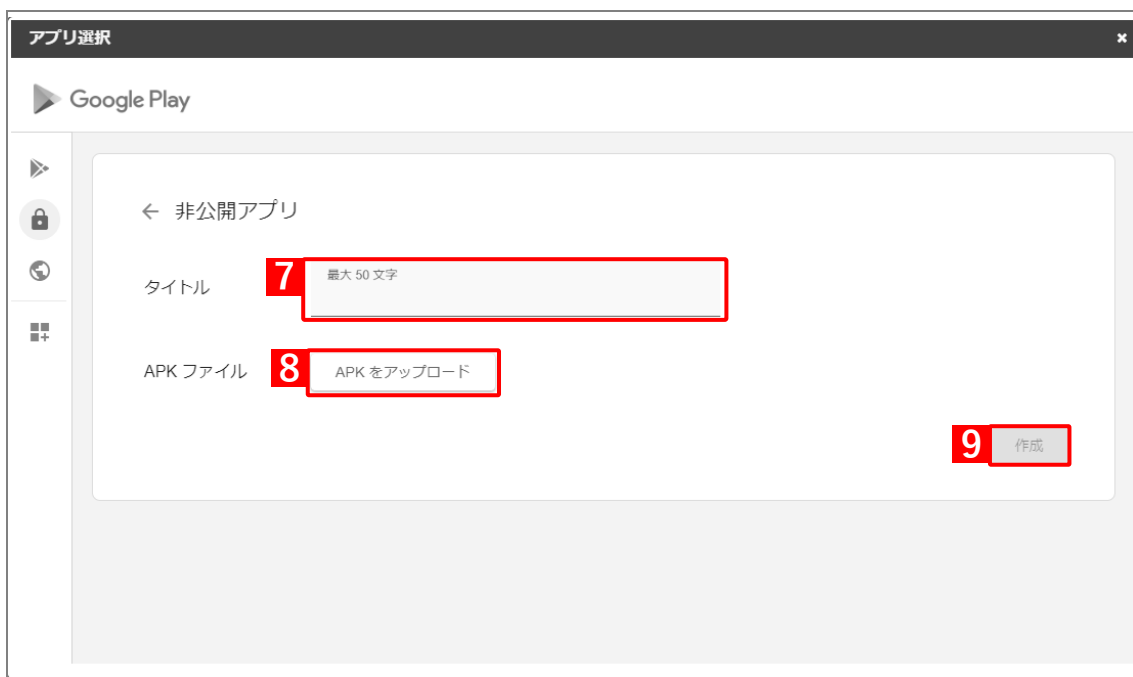 アプリ選択
Google Play
← 非公開アプリ
タイトル
7
最大 50 文字
APK ファイル
8
APK をアップロード
9
作成